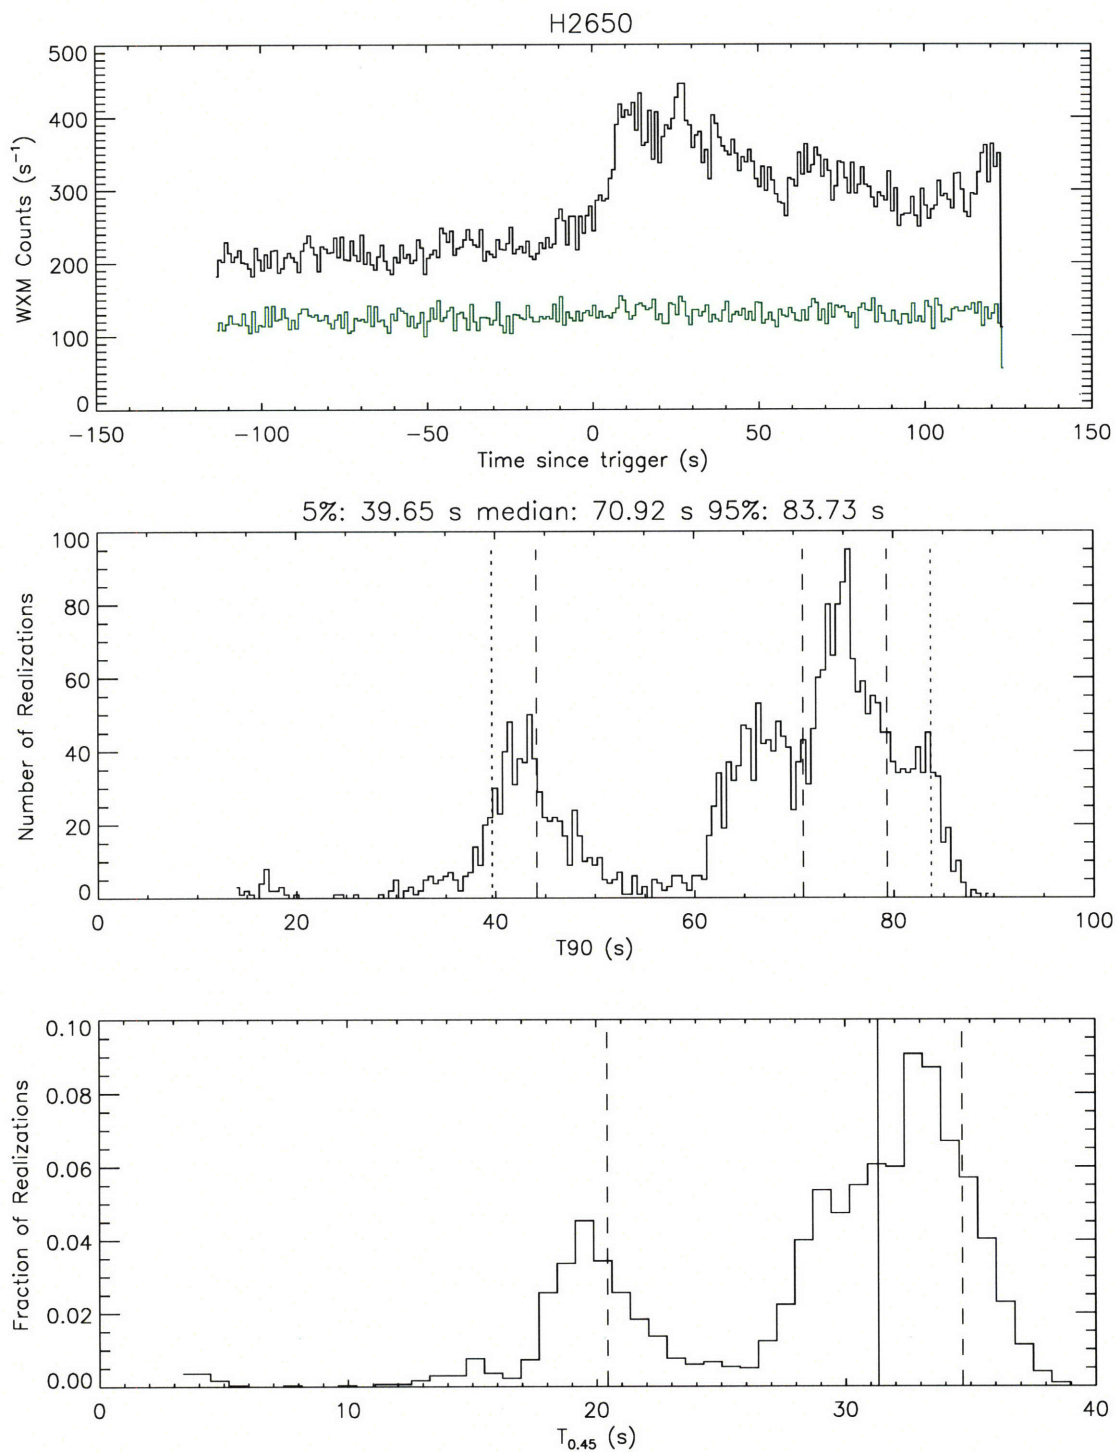 H2650
500
400
300
200
100
0
WXM Counts (s⁻¹)
−150 −100 −50 0 50 100 150
Time since trigger (s)
5%: 39.65 s median: 70.92 s 95%: 83.73 s
100
80
60
40
20
0
Number of Realizations
0 20 40 60 80 100
T90 (s)
0.10
0.08
0.06
0.04
0.02
0.00
Fraction of Realizations
0 10 20 30 40
T₀.₄₅ (s)